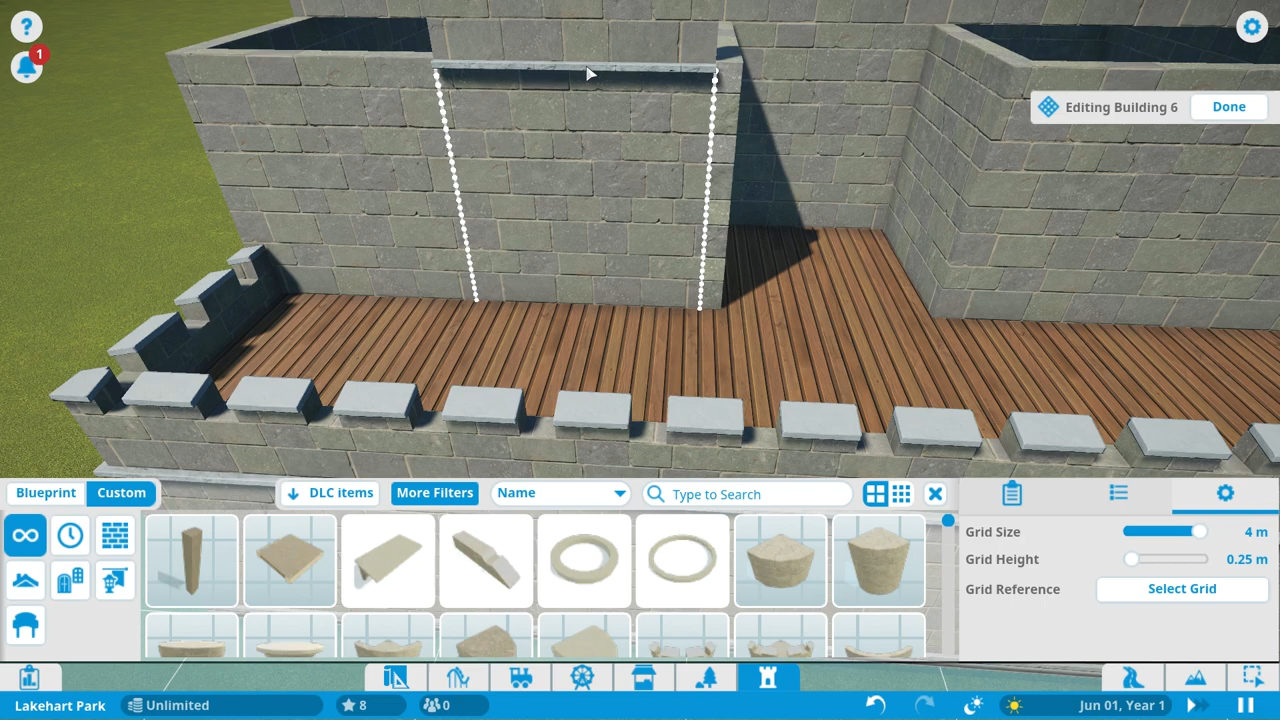 ?
1
Editing Building 6
Done
Blueprint
Custom
DLC items
More Filters
Name
Type to Search
Grid Size
4 m
Grid Height
0.25 m
Grid Reference
Select Grid
Lakehart Park
Unlimited
8
0
Jun 01, Year 1